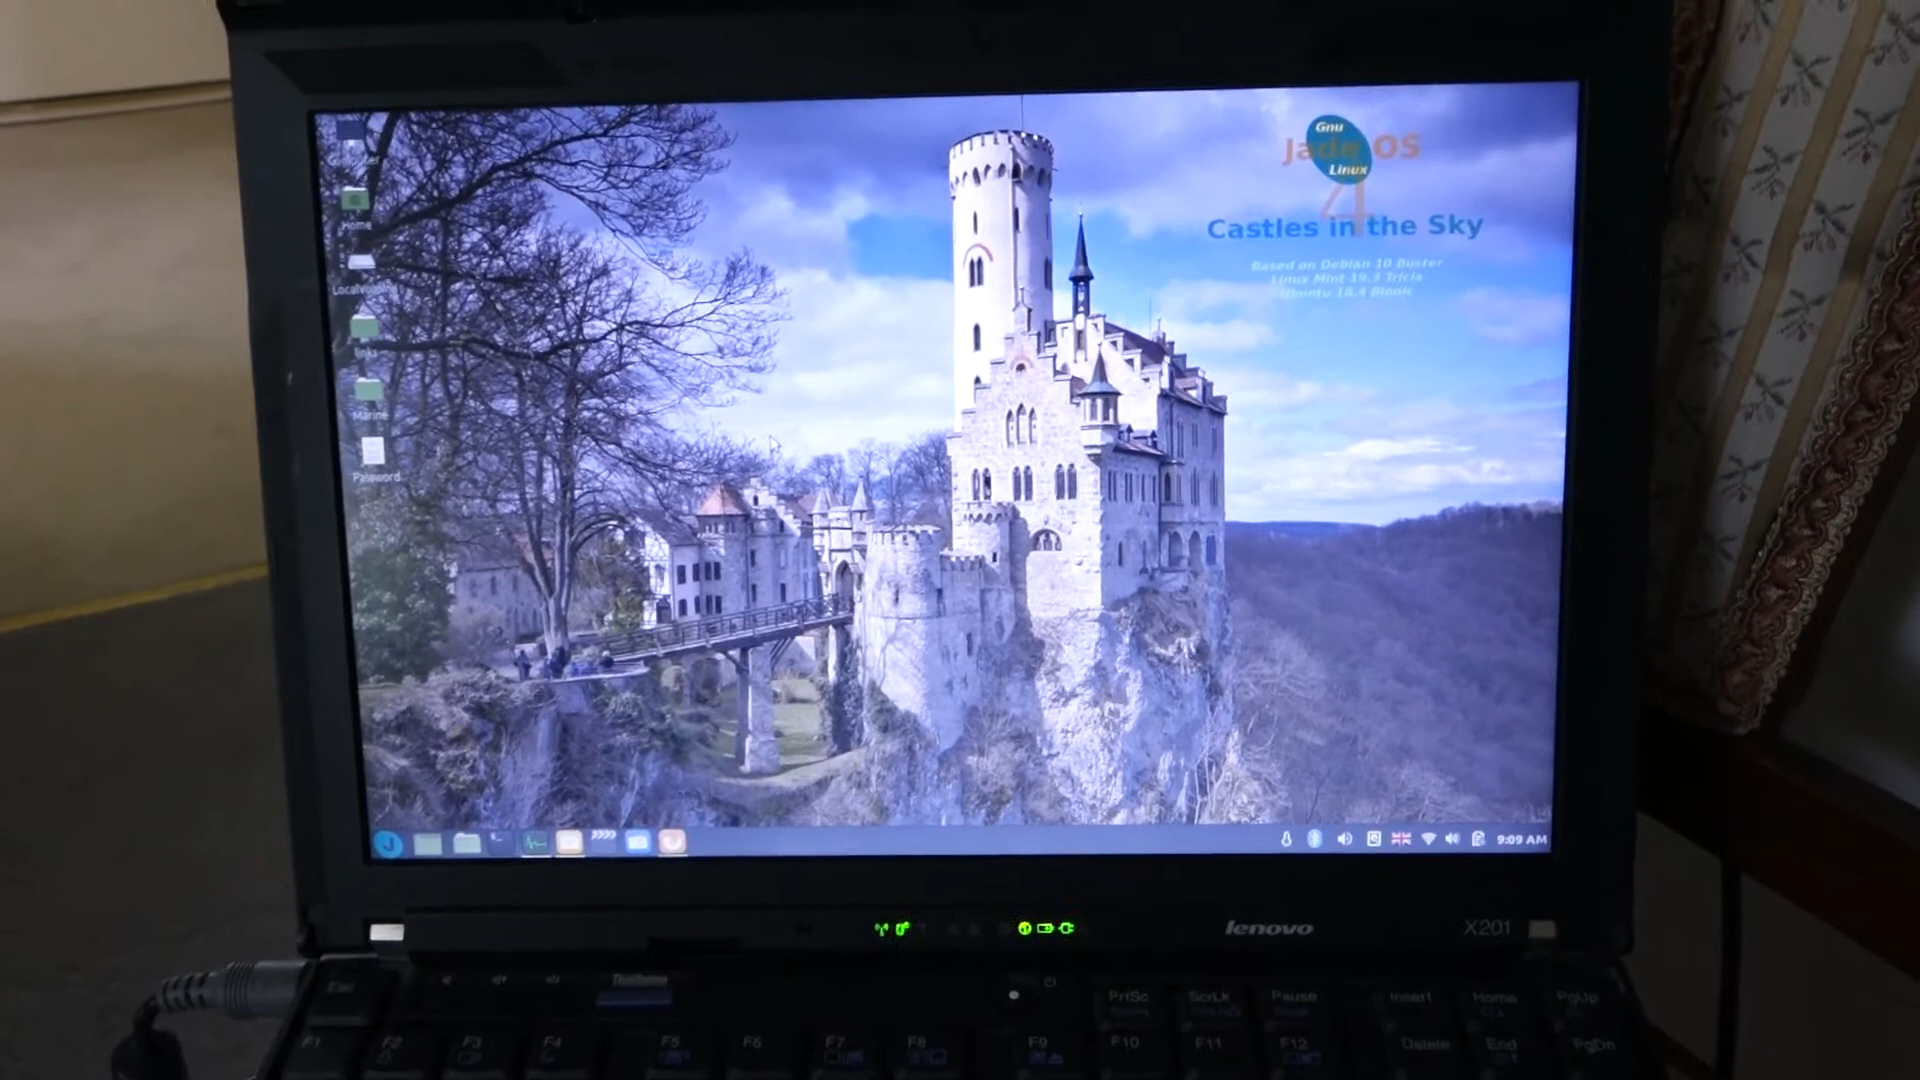 Gnu
Jade OS
Linux
4
Castles in the Sky
Based on Debian 10 Buster
Linux Mint 19.3 Tricia
Ubuntu 18.4 Bionic
Computer
Home
Marine
Password
J
9:09 AM
lenovo
X201
Esc
ThinkVantage
PrtSc
ScrLk
Pause
Insert
Home
PgUp
F1
F2
F3
F4
F5
F6
F7
F8
F9
F10
F11
F12
Delete
End
PgDn